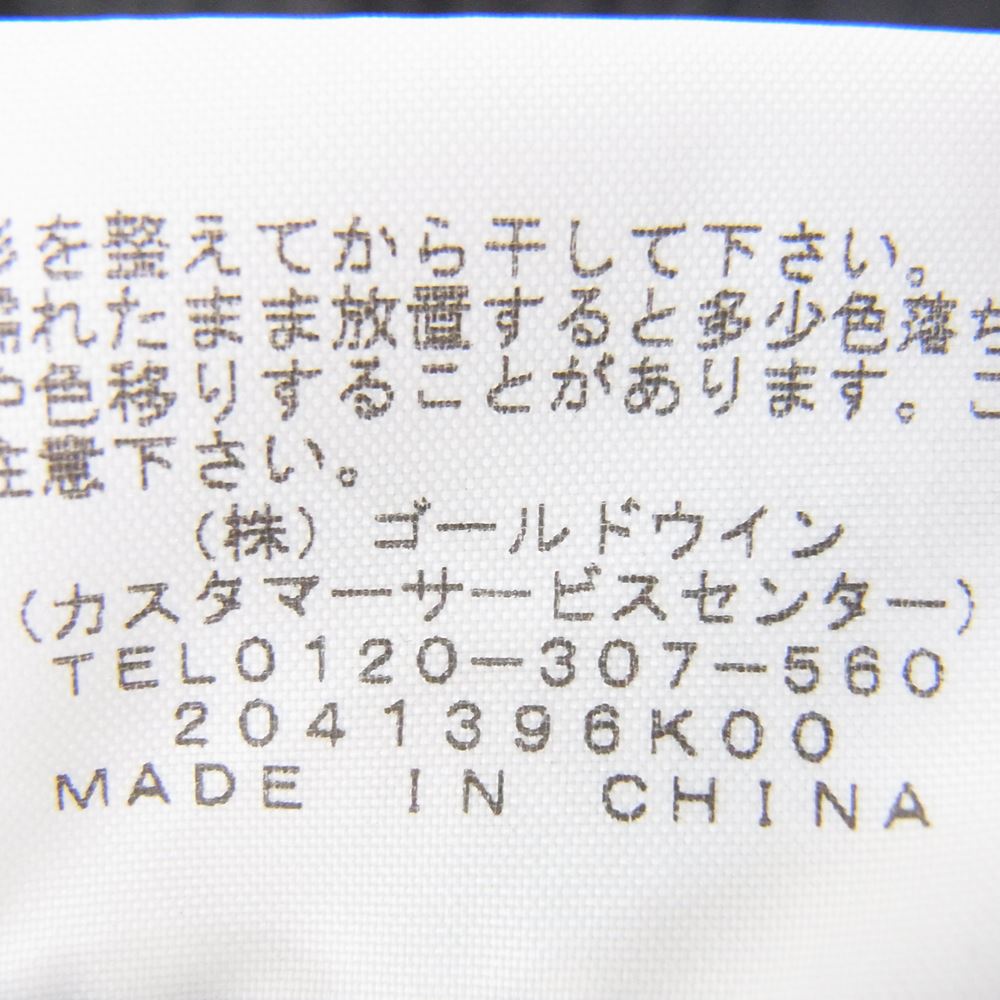 を整えてから干して下さい。
れたまま放置すると多少色落ち
色移りすることがあります。ご
注意下さい。
(株) ゴールドウイン
(カスタマーサービスセンター)
TEL0120-307-560
2041396K00
MADE IN CHINA